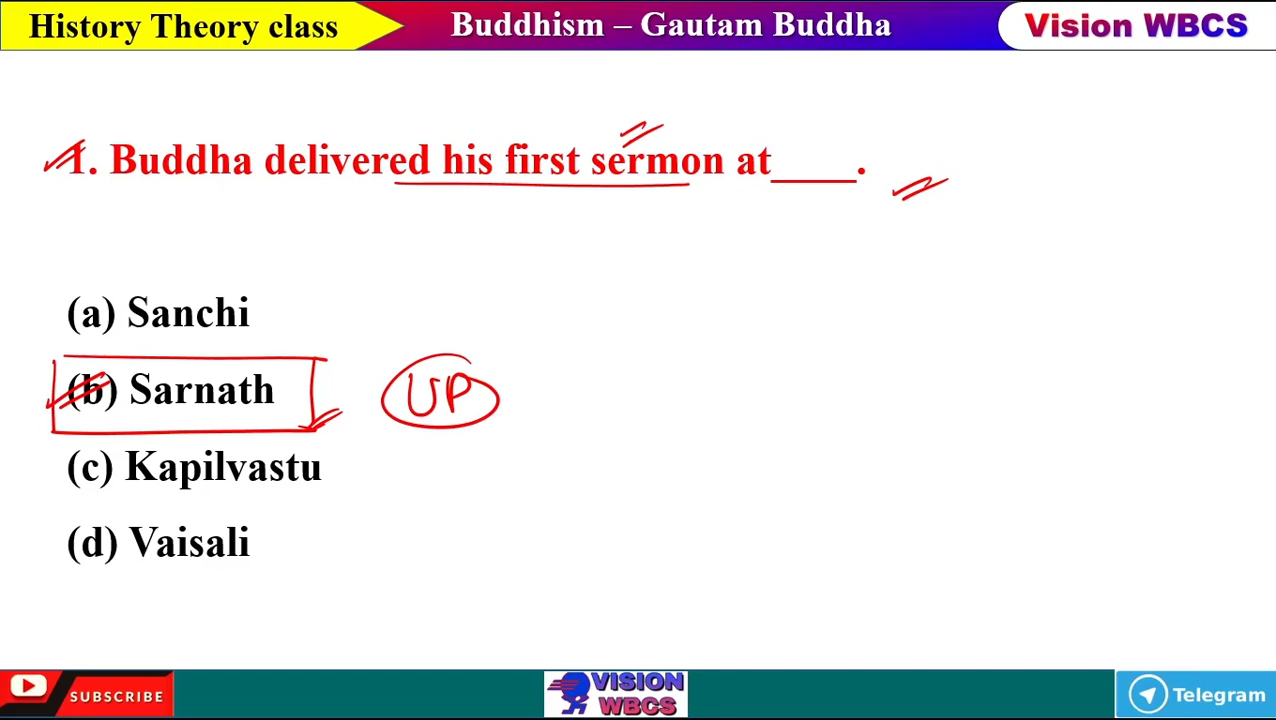 History Theory class
Buddhism – Gautam Buddha
Vision WBCS
1. Buddha delivered his first sermon at____.
(a) Sanchi
(b) Sarnath
UP
(c) Kapilvastu
(d) Vaisali
SUBSCRIBE
VISION
WBCS
Telegram